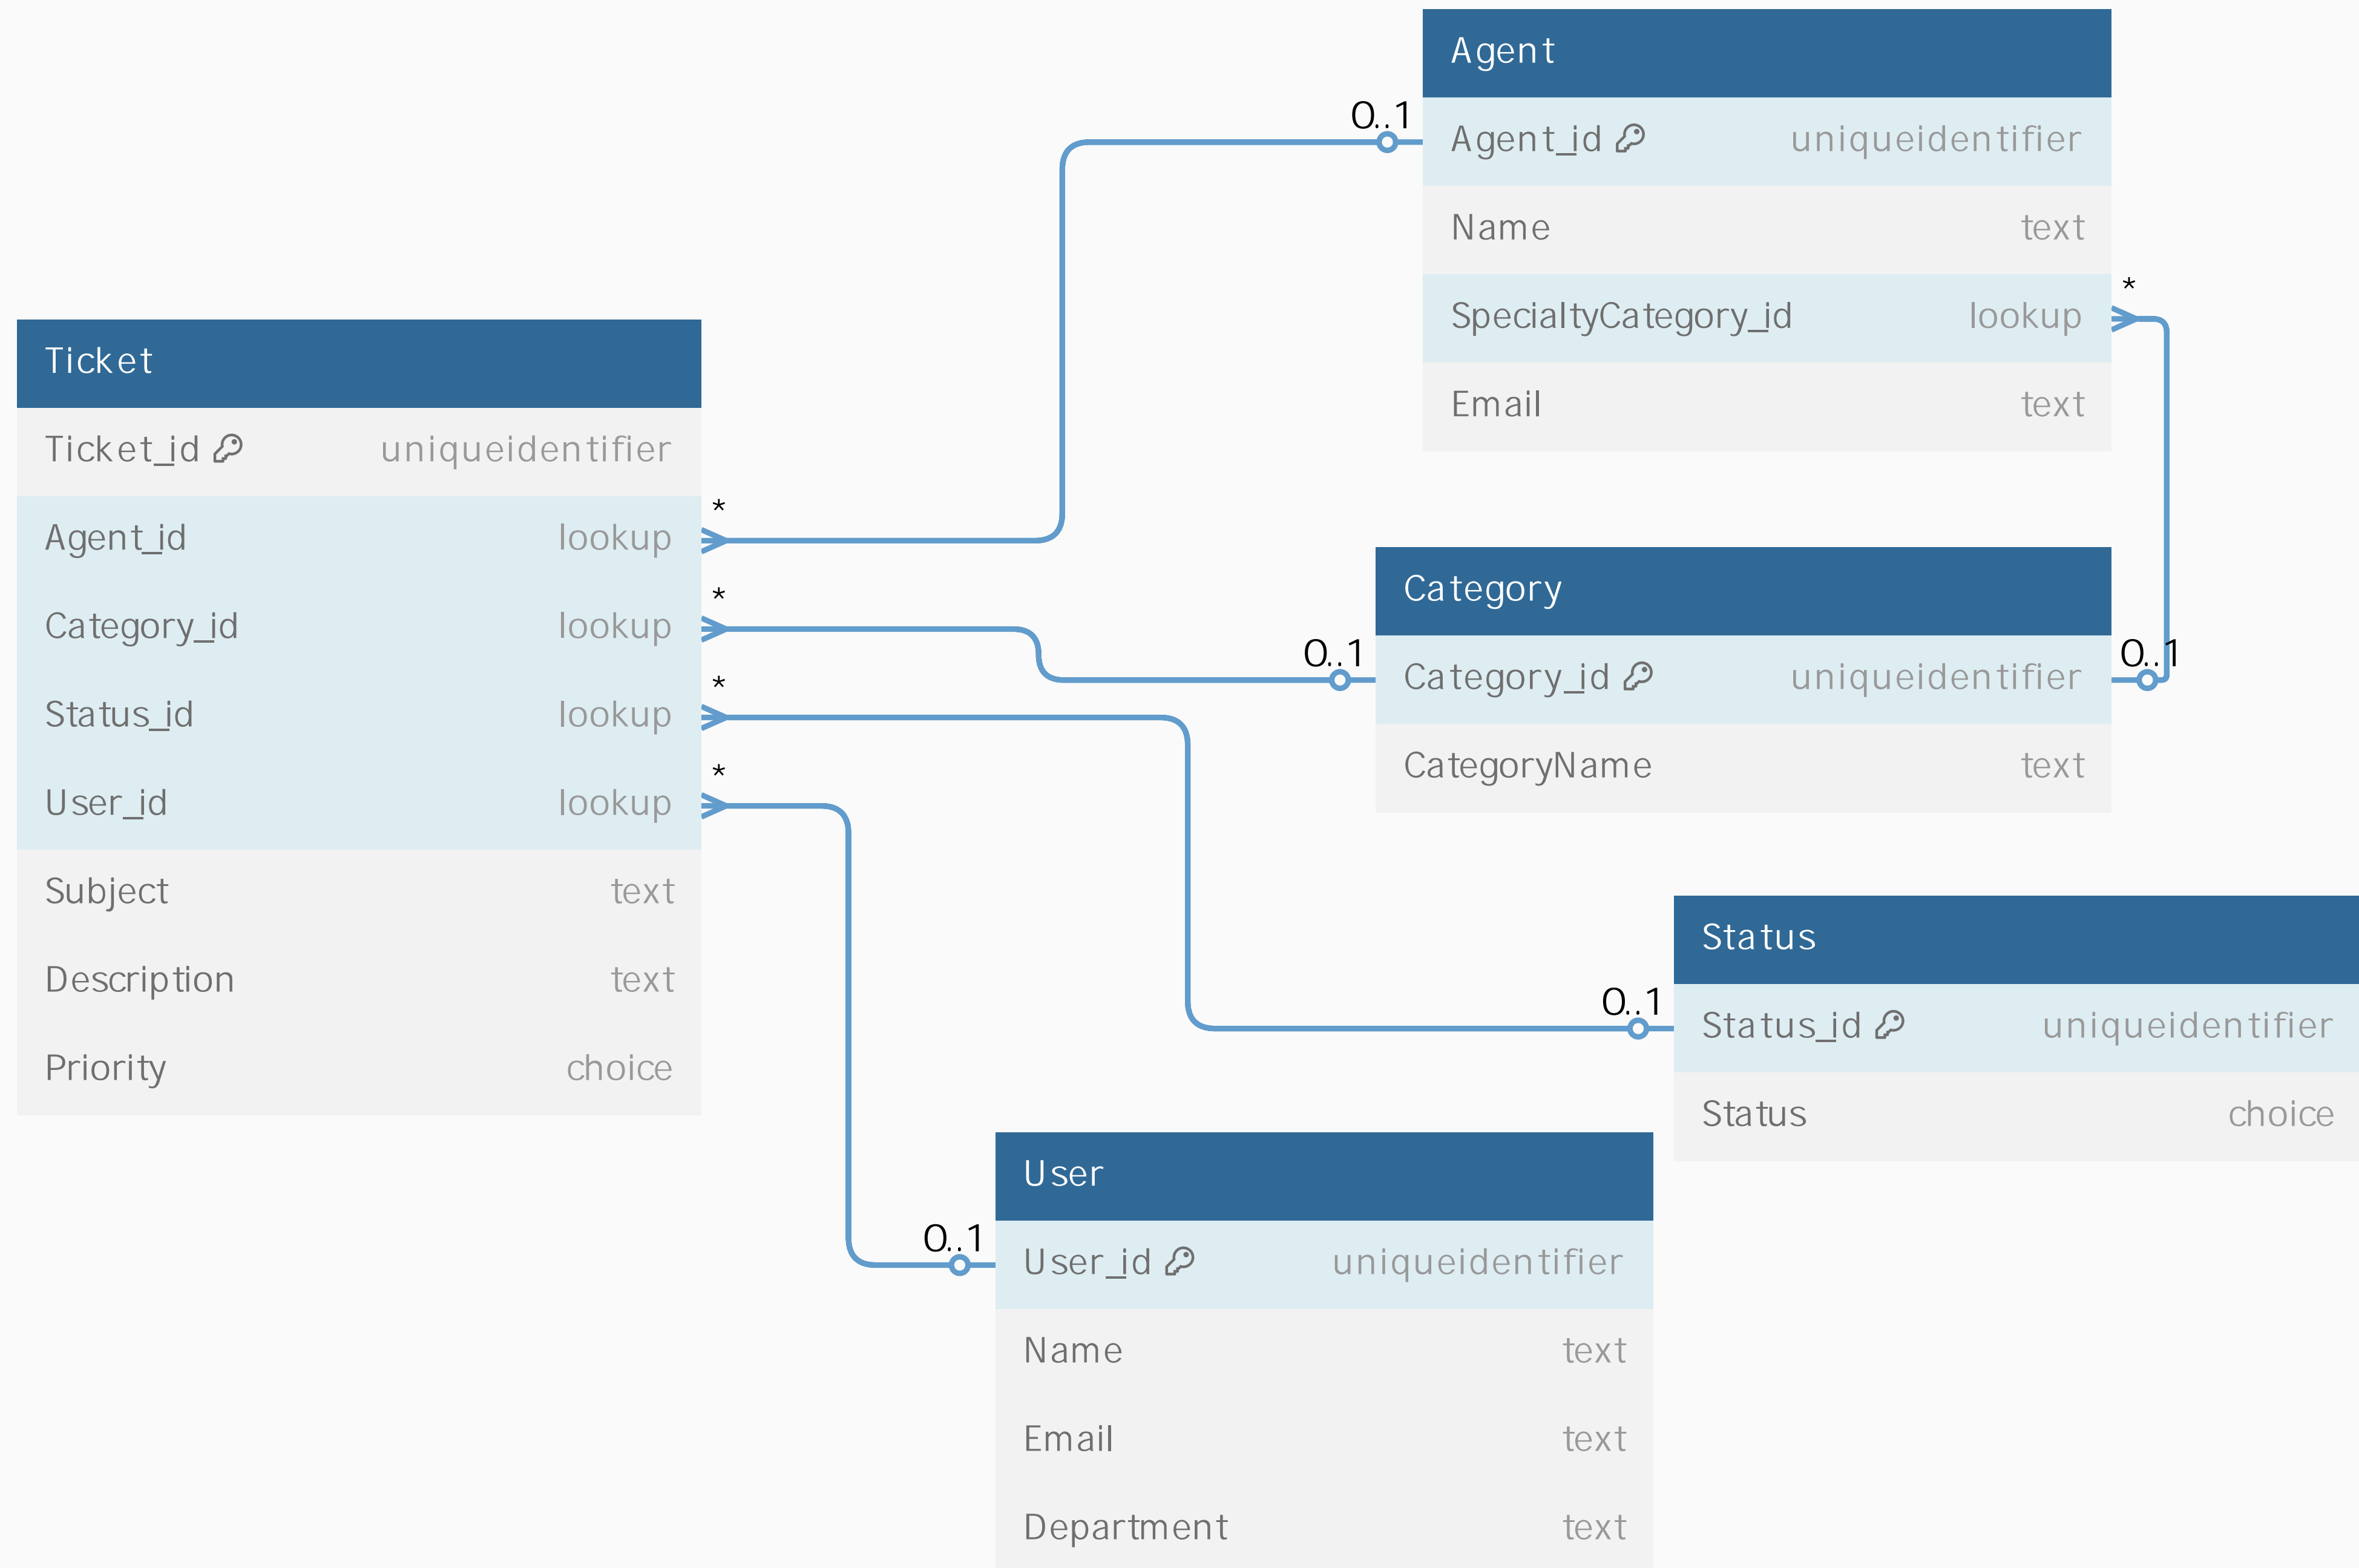 Agent
Agent_id uniqueidentifier
Name text
SpecialtyCategory_id lookup
Email text
0..1
*
Ticket
Ticket_id uniqueidentifier
Agent_id lookup
Category_id lookup
Status_id lookup
User_id lookup
Subject text
Description text
Priority choice
*
*
*
*
Category
Category_id uniqueidentifier
CategoryName text
0..1
0..1
Status
Status_id uniqueidentifier
Status choice
0..1
User
User_id uniqueidentifier
Name text
Email text
Department text
0..1